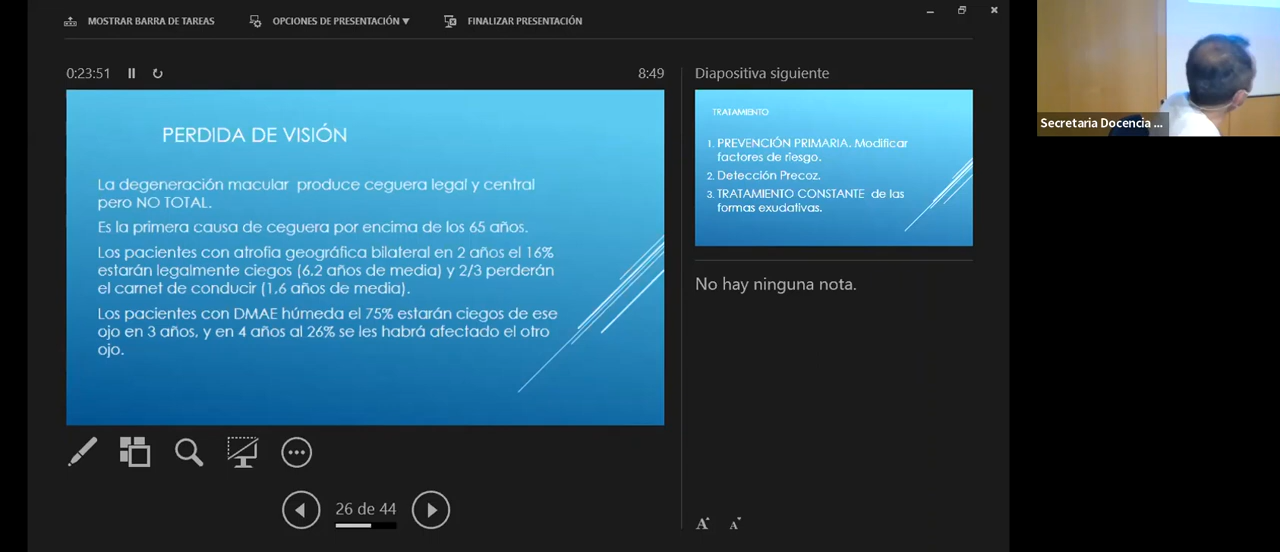 MOSTRAR BARRA DE TAREAS
OPCIONES DE PRESENTACIÓN ▼
FINALIZAR PRESENTACIÓN
0:23:51
8:49
PERDIDA DE VISIÓN
La degeneración macular produce ceguera legal y central
pero NO TOTAL.
Es la primera causa de ceguera por encima de los 65 años.
Los pacientes con atrofia geográfica bilateral en 2 años el 16%
estarán legalmente ciegos (6.2 años de media) y 2/3 perderán
el carnet de conducir (1,6 años de media).
Los pacientes con DMAE húmeda el 75% estarán ciegos de ese
ojo en 3 años, y en 4 años al 26% se les habrá afectado el otro
ojo.
26 de 44
Diapositiva siguiente
TRATAMIENTO
1. PREVENCIÓN PRIMARIA. Modificar
factores de riesgo.
2. Detección Precoz.
3. TRATAMIENTO CONSTANTE de las
formas exudativas.
No hay ninguna nota.
A A
Secretaria Docencia ...